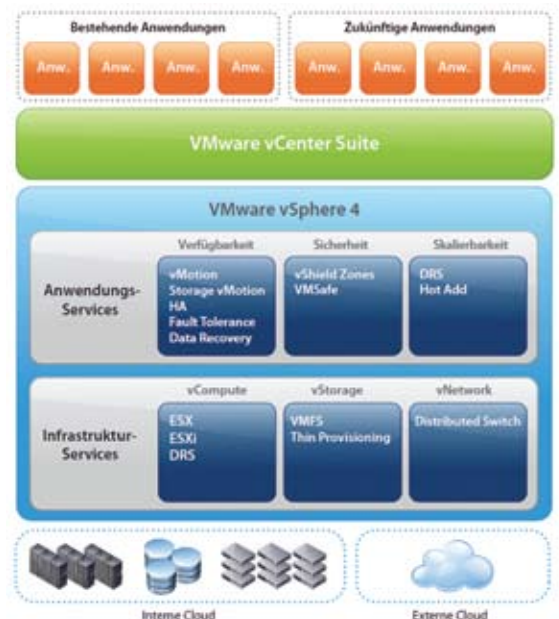 Bestehende Anwendungen
Zukünftige Anwendungen
Anw. Anw. Anw. Anw.
Anw. Anw. Anw. Anw.
VMware vCenter Suite
VMware vSphere 4
Anwendungs-
Services
Verfügbarkeit
vMotion
Storage vMotion
HA
Fault Tolerance
Data Recovery
Sicherheit
vShield Zones
VMSafe
Skalierbarkeit
DRS
Hot Add
Infrastruktur-
Services
vCompute
ESX
ESXi
DRS
vStorage
VMFS
Thin Provisioning
vNetwork
Distributed Switch
Interne Cloud
Externe Cloud